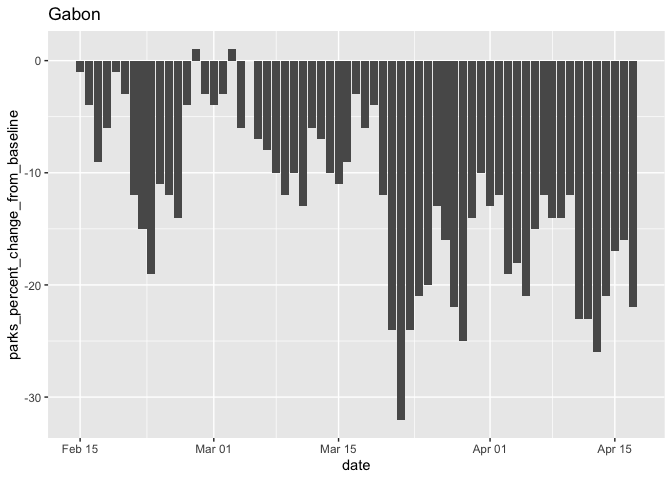 Gabon
parks_percent_change_from_baseline
0
-10
-20
-30
Feb 15
Mar 01
Mar 15
Apr 01
Apr 15
date